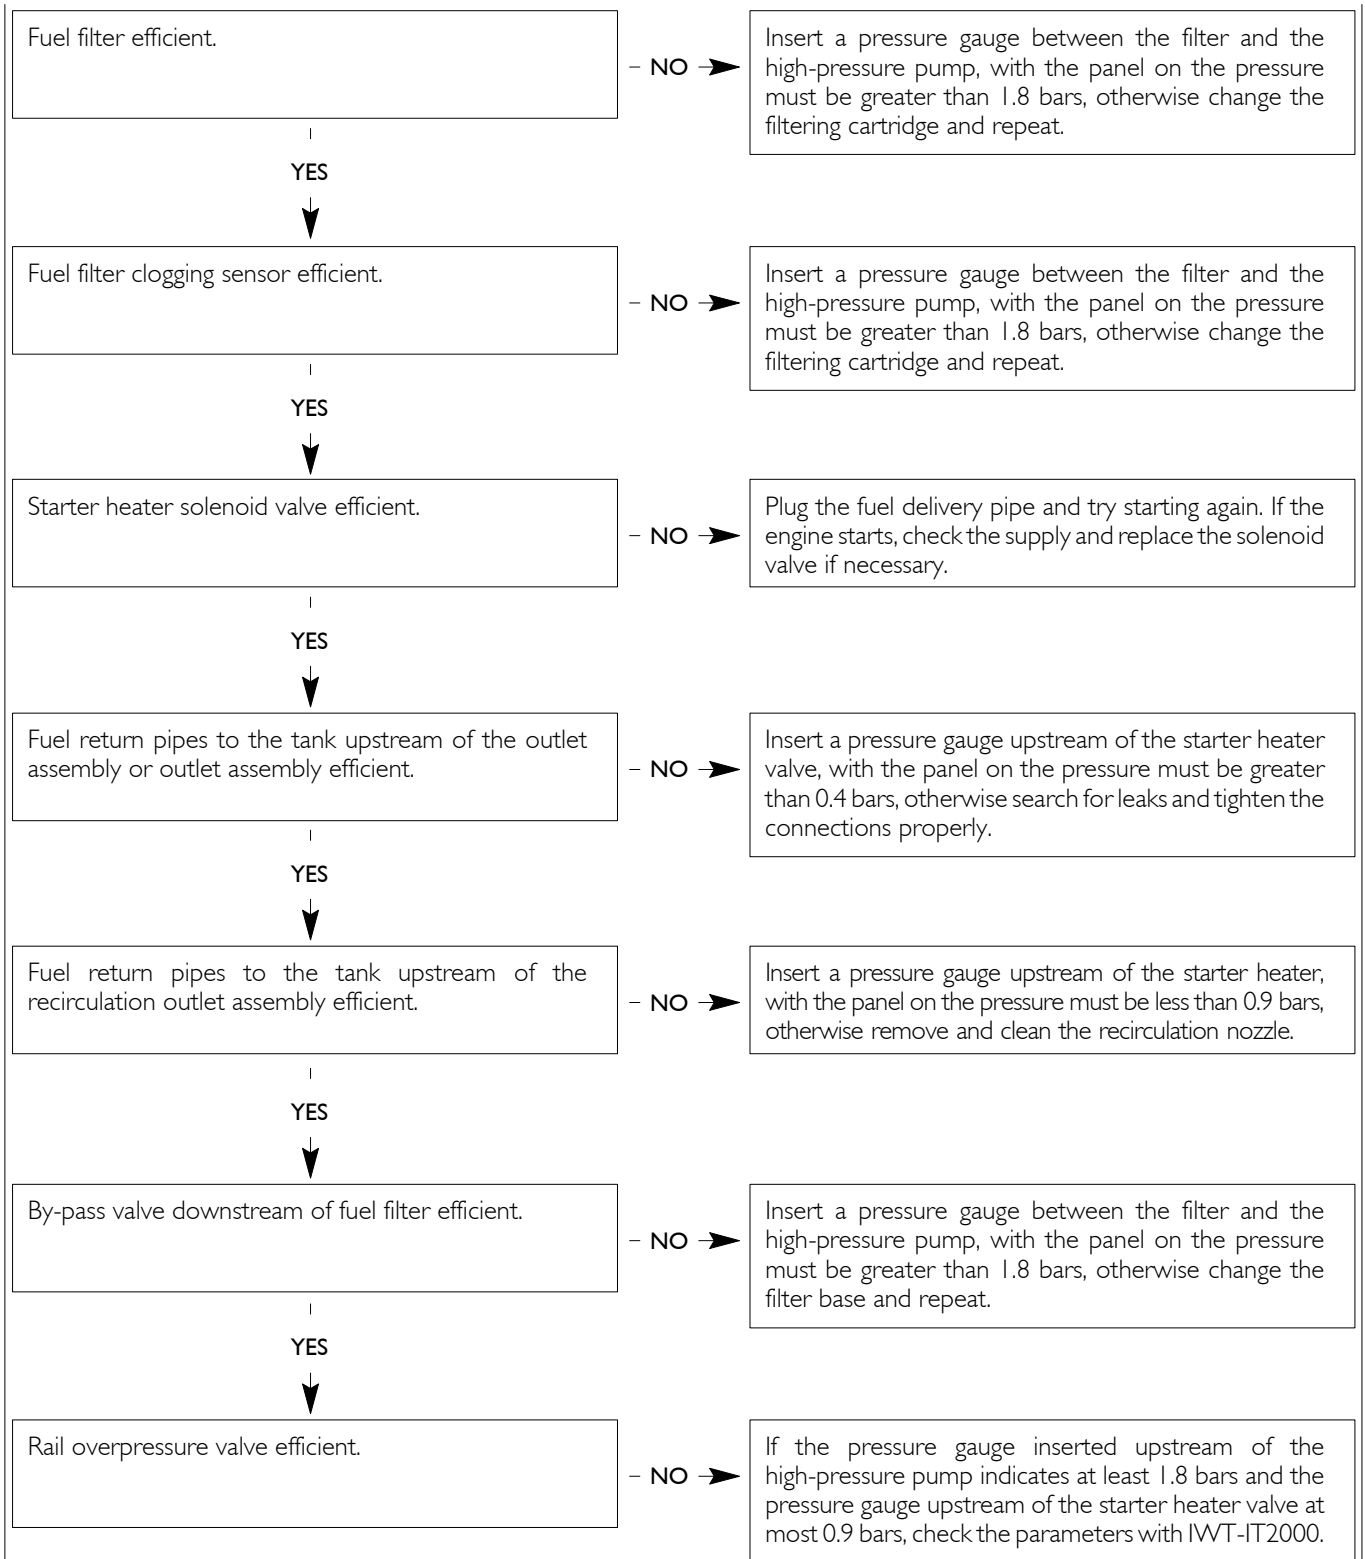 Fuel filter efficient.
NO
Insert a pressure gauge between the filter and the
high-pressure pump, with the panel on the pressure
must be greater than 1.8 bars, otherwise change the
filtering cartridge and repeat.
YES
Fuel filter clogging sensor efficient.
NO
Insert a pressure gauge between the filter and the
high-pressure pump, with the panel on the pressure
must be greater than 1.8 bars, otherwise change the
filtering cartridge and repeat.
YES
Starter heater solenoid valve efficient.
NO
Plug the fuel delivery pipe and try starting again. If the
engine starts, check the supply and replace the solenoid
valve if necessary.
YES
Fuel return pipes to the tank upstream of the outlet
assembly or outlet assembly efficient.
NO
Insert a pressure gauge upstream of the starter heater
valve, with the panel on the pressure must be greater
than 0.4 bars, otherwise search for leaks and tighten the
connections properly.
YES
Fuel return pipes to the tank upstream of the
recirculation outlet assembly efficient.
NO
Insert a pressure gauge upstream of the starter heater,
with the panel on the pressure must be less than 0.9 bars,
otherwise remove and clean the recirculation nozzle.
YES
By-pass valve downstream of fuel filter efficient.
NO
Insert a pressure gauge between the filter and the
high-pressure pump, with the panel on the pressure
must be greater than 1.8 bars, otherwise change the
filter base and repeat.
YES
Rail overpressure valve efficient.
NO
If the pressure gauge inserted upstream of the
high-pressure pump indicates at least 1.8 bars and the
pressure gauge upstream of the starter heater valve at
most 0.9 bars, check the parameters with IWT-IT2000.